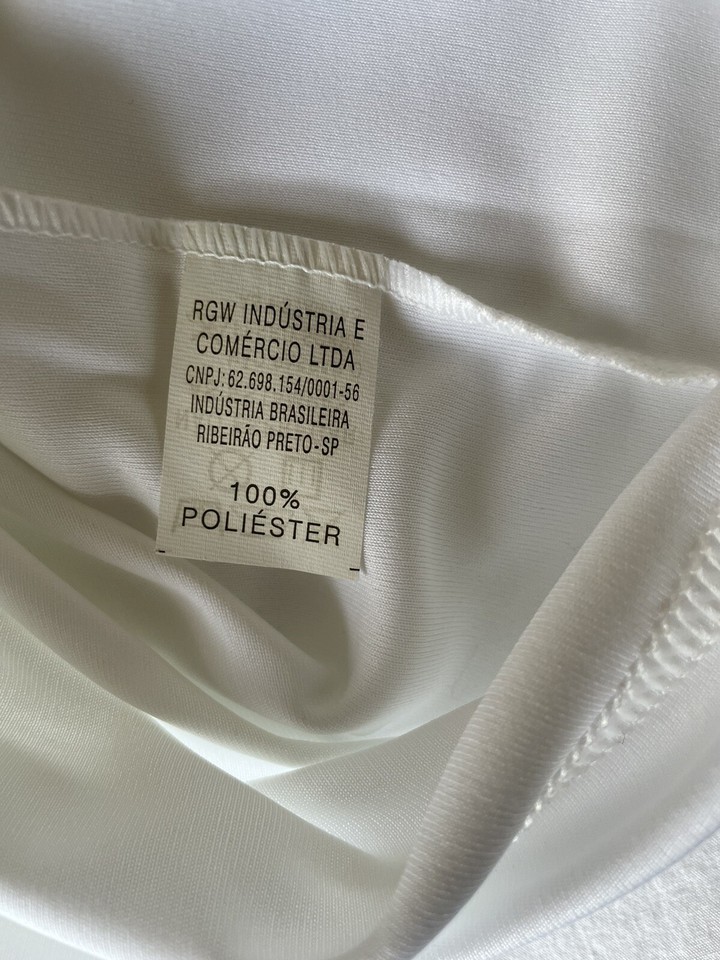 RGW INDÚSTRIA E
COMÉRCIO LTDA
CNPJ: 62.698.154/0001-56
INDÚSTRIA BRASILEIRA
RIBEIRÃO PRETO-SP
100%
POLIÉSTER